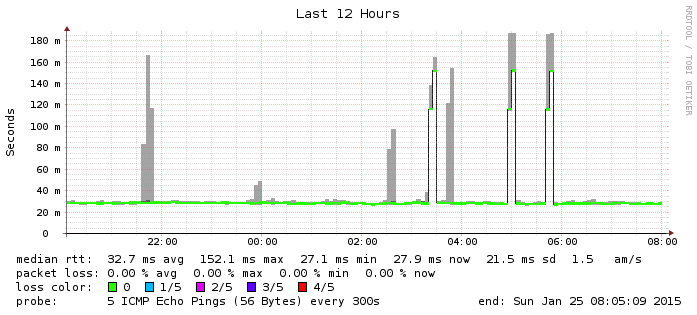 Last 12 Hours
RRDTOOL / TOBI OETIKER
Seconds
180 m
160 m
140 m
120 m
100 m
80 m
60 m
40 m
20 m
0
22:00 00:00 02:00 04:00 06:00 08:00
median rtt: 32.7 ms avg 152.1 ms max 27.1 ms min 27.9 ms now 21.5 ms sd 1.5 am/s
packet loss: 0.00 % avg 0.00 % max 0.00 % min 0.00 % now
loss color: 0 1/5 2/5 3/5 4/5
probe: 5 ICMP Echo Pings (56 Bytes) every 300s end: Sun Jan 25 08:05:09 2015